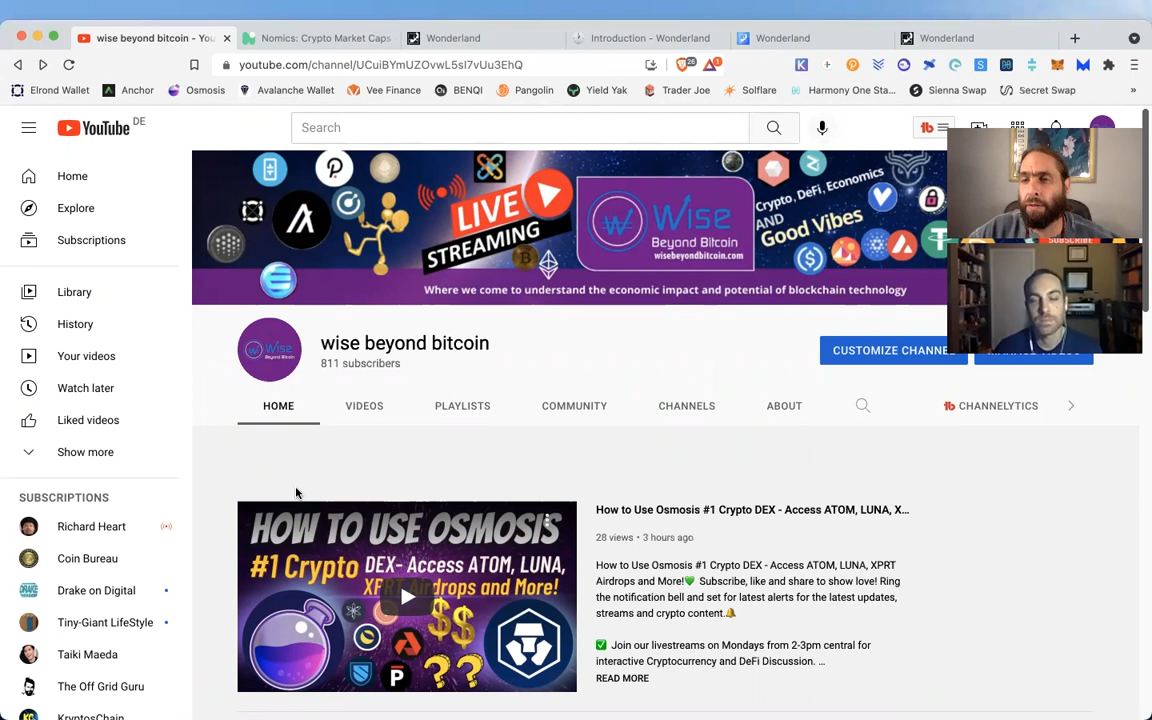 wise beyond bitcoin - You
Nomics: Crypto Market Caps
Wonderland
Introduction - Wonderland
Wonderland
Wonderland
youtube.com/channel/UCuiBYmUZOvwL5sI7vUu3EhQ
26
1
Elrond Wallet
Anchor
Osmosis
Avalanche Wallet
Vee Finance
BENQI
Pangolin
Yield Yak
Trader Joe
Solflare
Harmony One Sta...
Sienna Swap
Secret Swap
YouTube DE
Search
Home
Explore
Subscriptions
Library
History
Your videos
Watch later
Liked videos
Show more
SUBSCRIPTIONS
Richard Heart
Coin Bureau
Drake on Digital
Tiny-Giant LifeStyle
Taiki Maeda
The Off Grid Guru
KryptosChain
LIVE
STREAMING
Wise
Beyond Bitcoin
wisebeyondbitcoin.com
Crypto, DeFi, Economics
AND
Good Vibes
Where we come to understand the economic impact and potential of blockchain technology
SUBSCRIBE
wise beyond bitcoin
811 subscribers
CUSTOMIZE CHANNE
MANAGE VIDEOS
HOME
VIDEOS
PLAYLISTS
COMMUNITY
CHANNELS
ABOUT
CHANNELYTICS
HOW TO USE OSMOSIS
#1 Crypto DEX- Access ATOM, LUNA,
XPRT Airdrops and More!
How to Use Osmosis #1 Crypto DEX - Access ATOM, LUNA, X...
28 views • 3 hours ago
How to Use Osmosis #1 Crypto DEX - Access ATOM, LUNA, XPRT
Airdrops and More!💚 Subscribe, like and share to show love! Ring
the notification bell and set for latest alerts for the latest updates,
streams and crypto content.🔔
✅ Join our livestreams on Mondays from 2-3pm central for
interactive Cryptocurrency and DeFi Discussion. ...
READ MORE